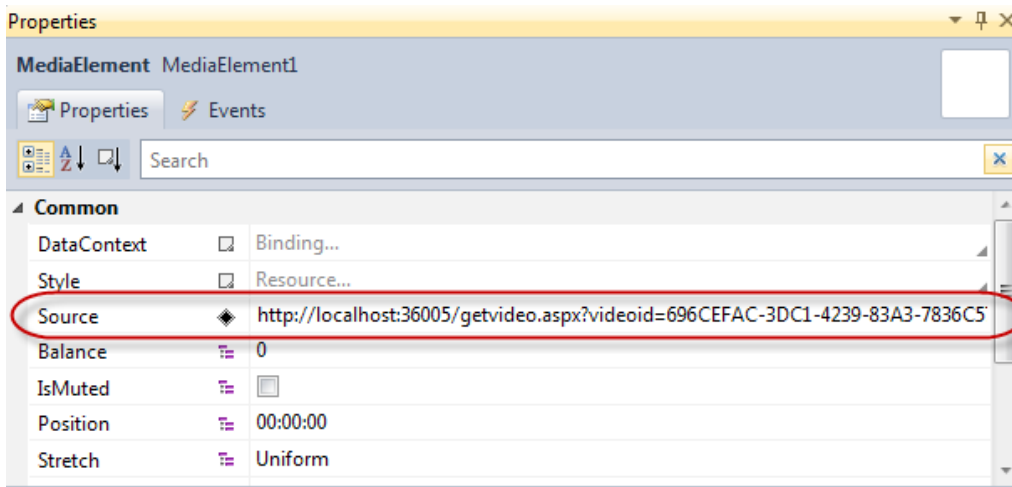 Properties
MediaElement MediaElement1
Properties Events
Search
Common
DataContext Binding...
Style Resource...
Source http://localhost:36005/getvideo.aspx?videoid=696CEFAC-3DC1-4239-83A3-7836C5
Balance 0
IsMuted
Position 00:00:00
Stretch Uniform